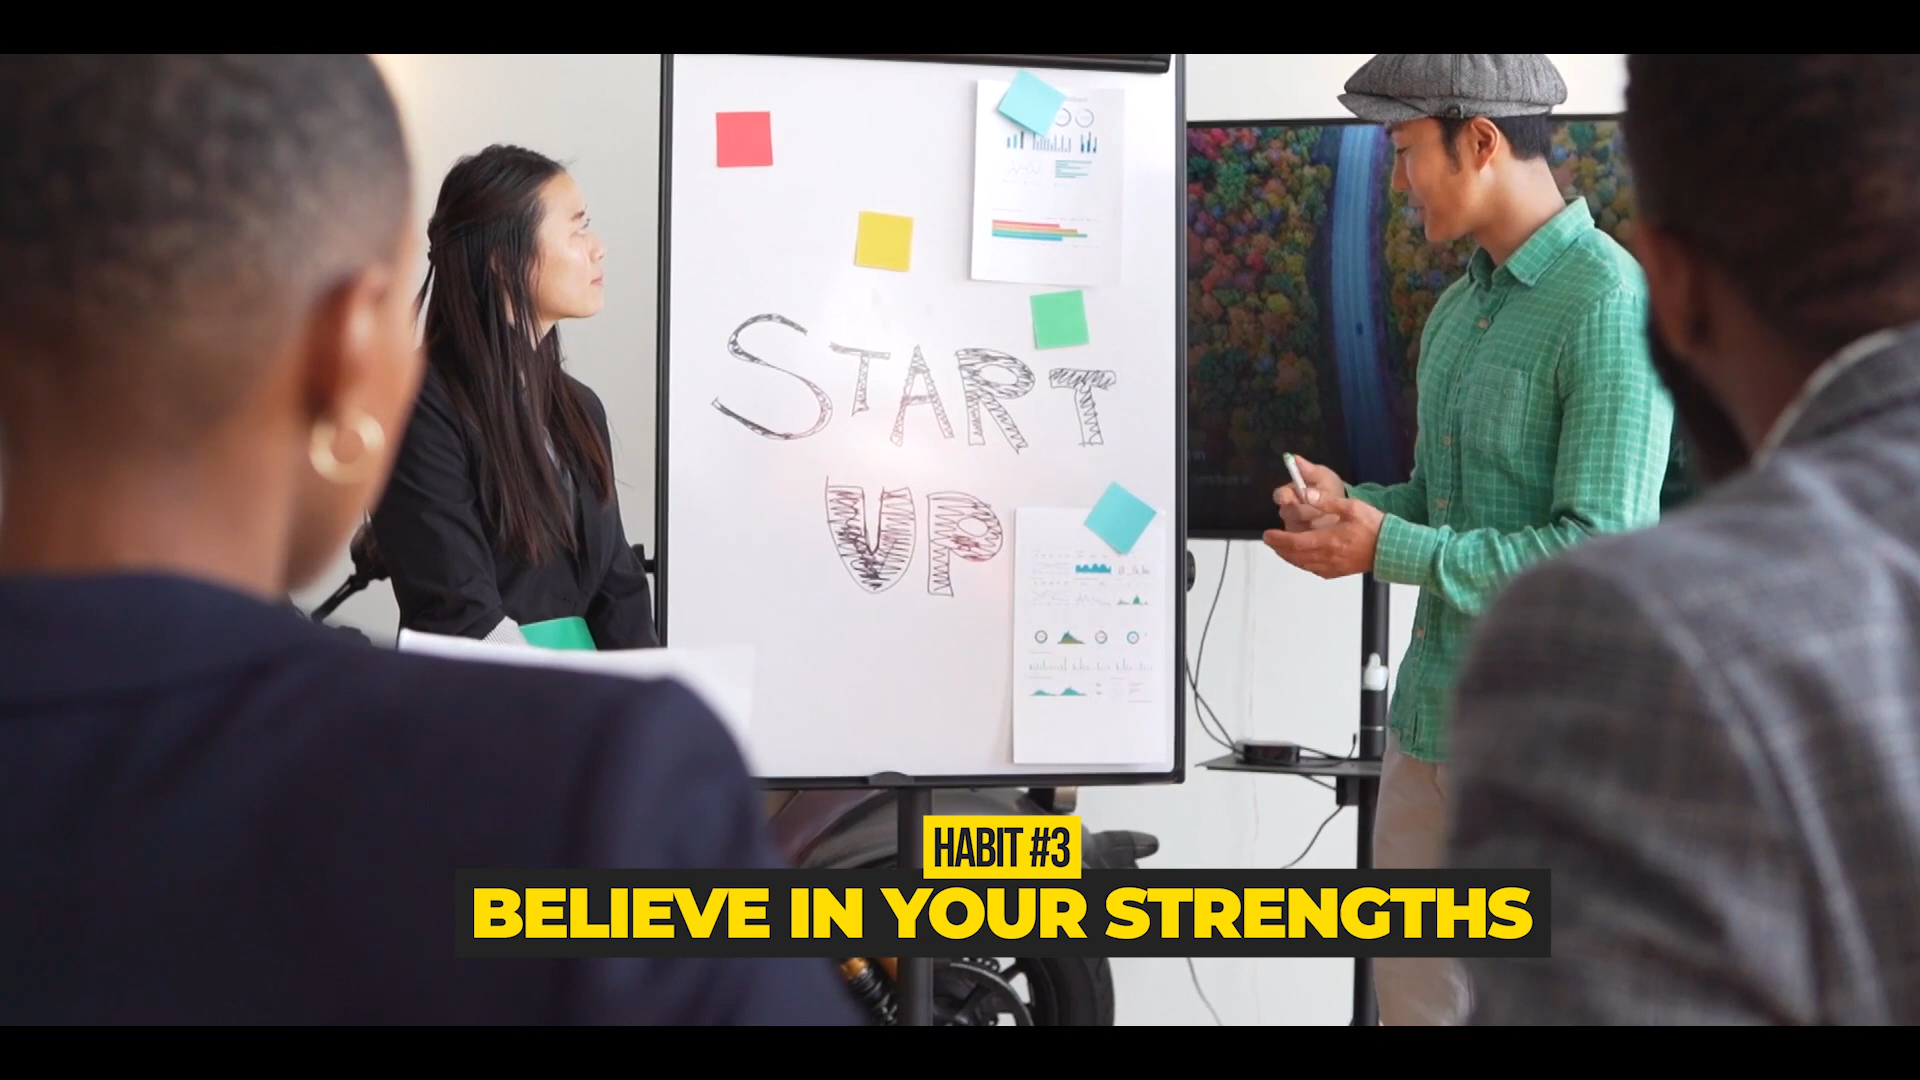 START
UP
HABIT #3
BELIEVE IN YOUR STRENGTHS